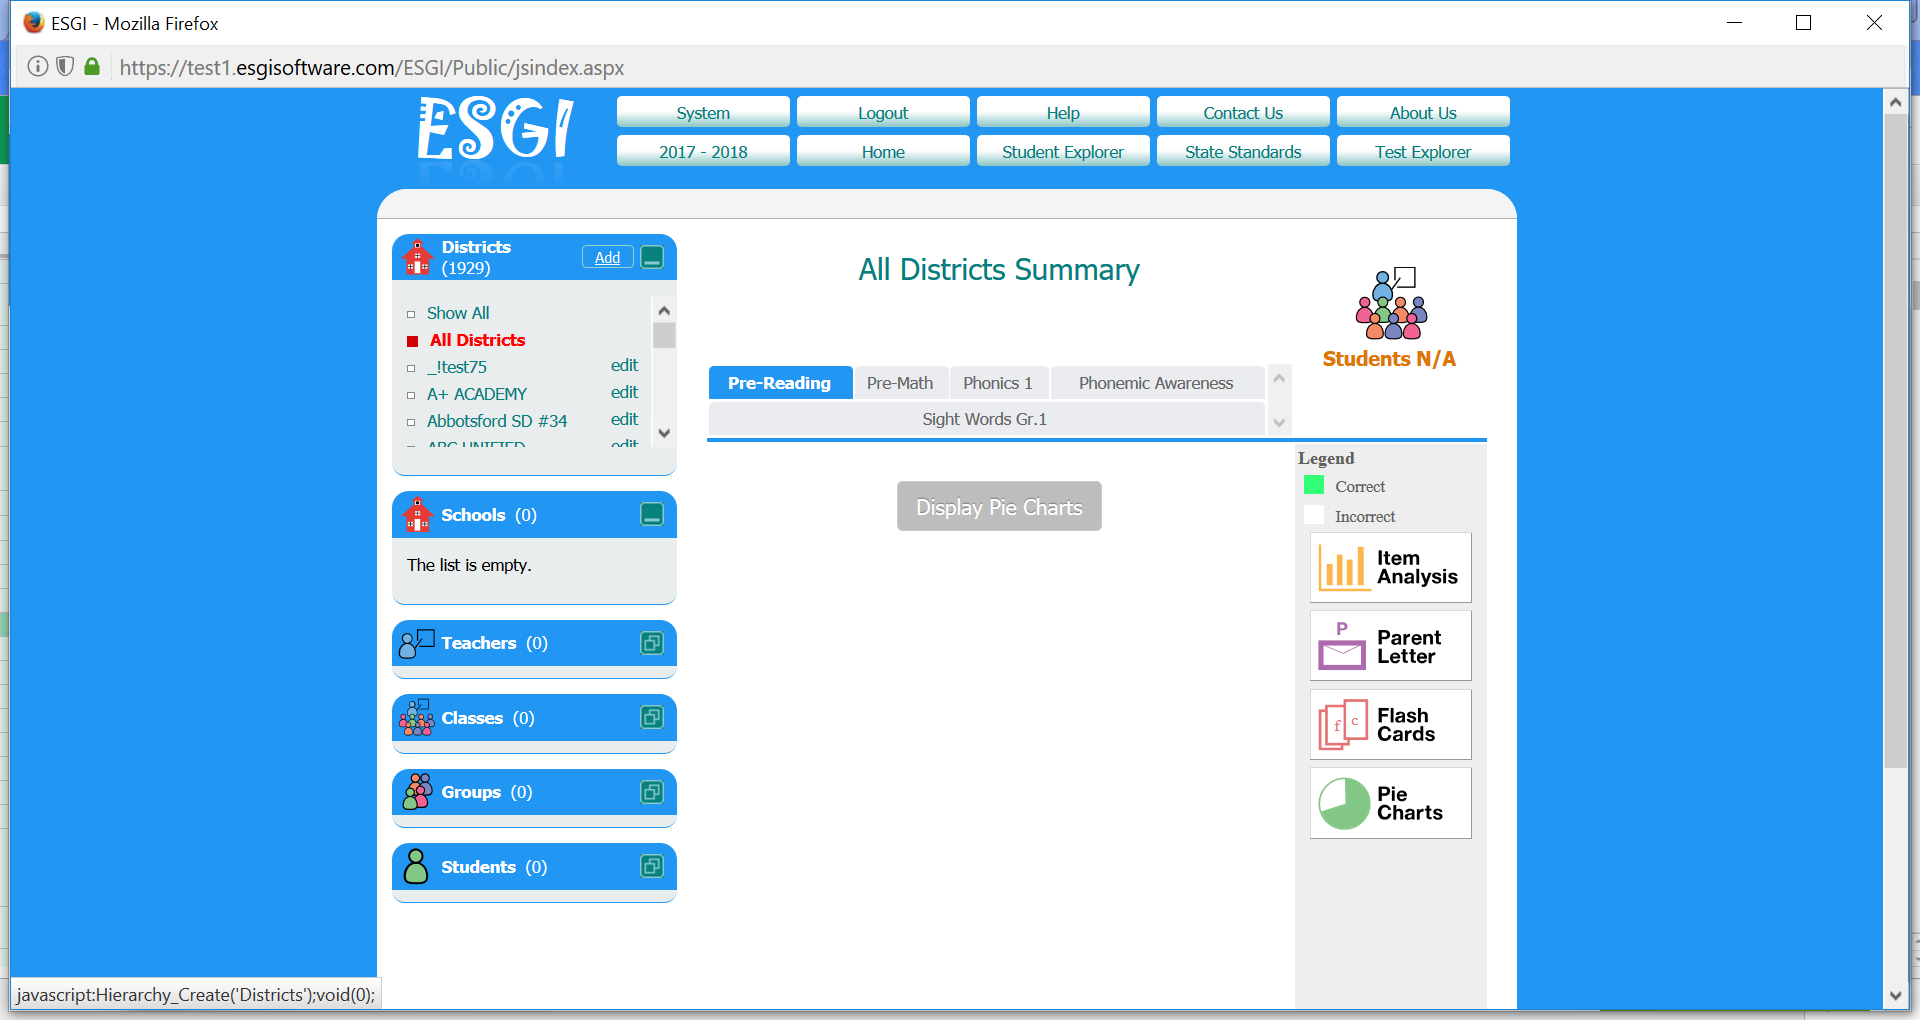 ESGI - Mozilla Firefox
https://test1.esgisoftware.com/ESGI/Public/jsindex.aspx
ESGI
System
Logout
Help
Contact Us
About Us
2017 - 2018
Home
Student Explorer
State Standards
Test Explorer
Districts
(1929)
Add
Show All
All Districts
_!test75 edit
A+ ACADEMY edit
Abbotsford SD #34 edit
ABC UNIFIED edit
Schools (0)
The list is empty.
Teachers (0)
Classes (0)
Groups (0)
Students (0)
All Districts Summary
Students N/A
Pre-Reading
Pre-Math
Phonics 1
Phonemic Awareness
Sight Words Gr.1
Display Pie Charts
Legend
Correct
Incorrect
Item
Analysis
P
Parent
Letter
f c
Flash
Cards
Pie
Charts
javascript:Hierarchy_Create('Districts');void(0);